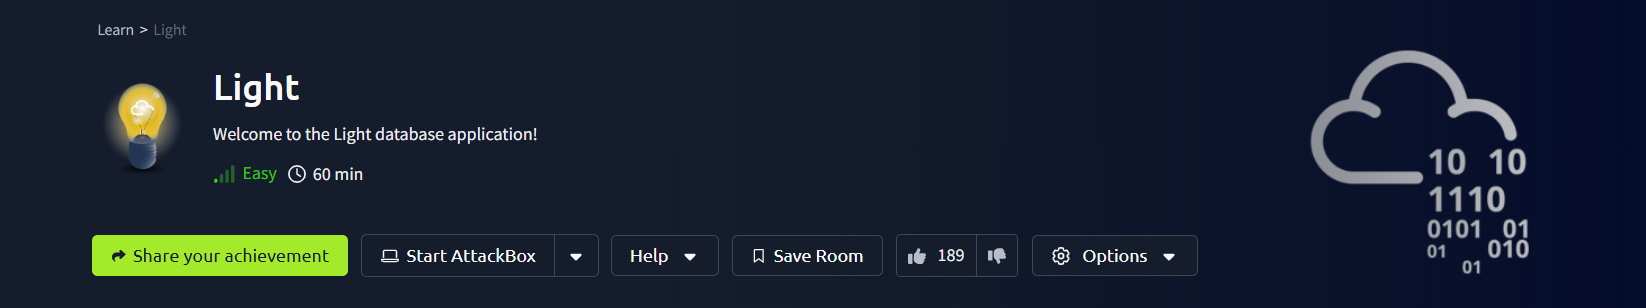 Learn > Light
Light
Welcome to the Light database application!
Easy 60 min
Share your achievement Start AttackBox Help Save Room 189 Options
10 10
1110
0101 01
01 010
01